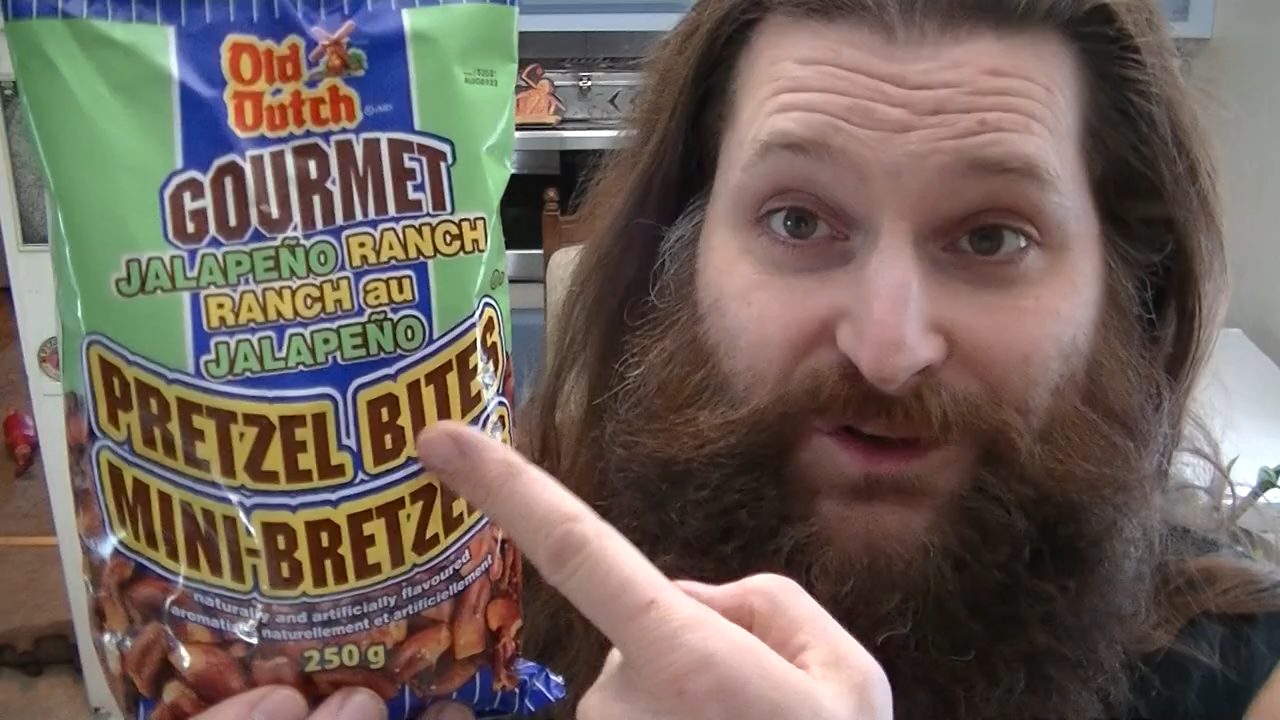 Old
Dutch
GOURMET
JALAPEÑO RANCH
RANCH au
JALAPEÑO
PRETZEL BITES
MINI-BRETZE
naturally and artificially flavoured
aromatisé naturellement et artificiellement
250 g